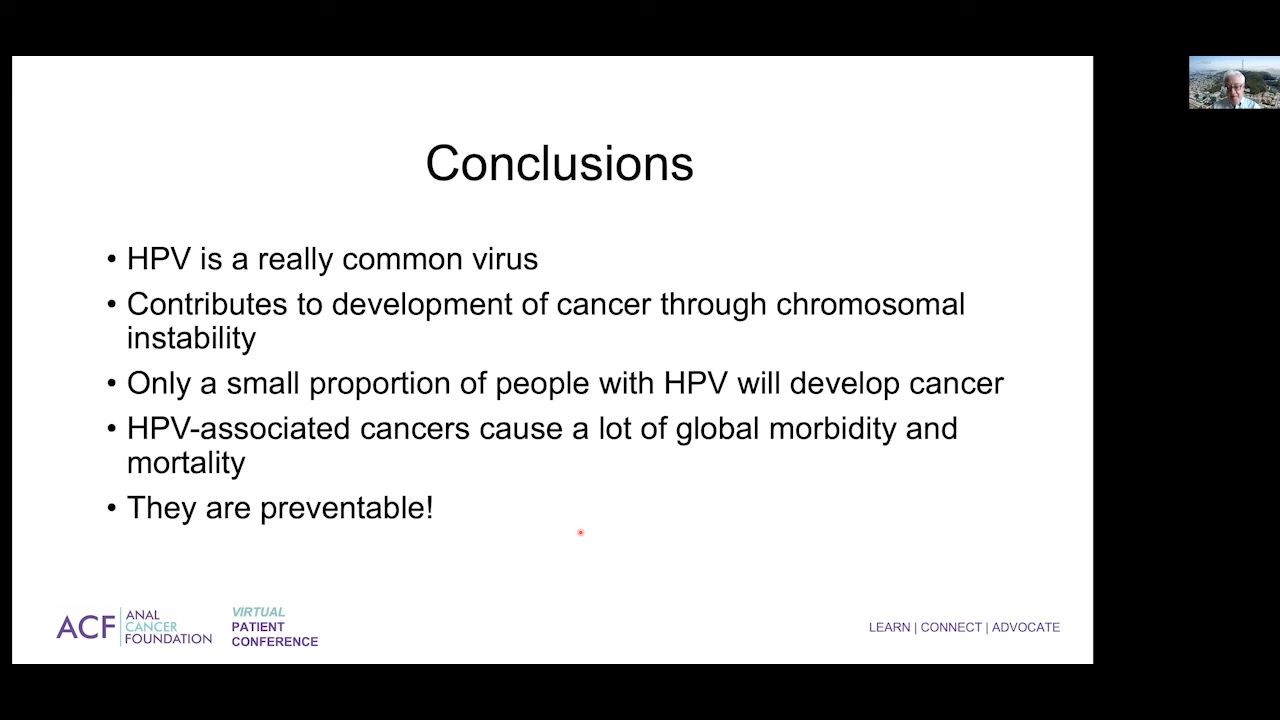 Conclusions
• HPV is a really common virus
• Contributes to development of cancer through chromosomal
instability
• Only a small proportion of people with HPV will develop cancer
• HPV-associated cancers cause a lot of global morbidity and
mortality
• They are preventable!
ACF
ANAL
CANCER
FOUNDATION
VIRTUAL
PATIENT
CONFERENCE
LEARN | CONNECT | ADVOCATE